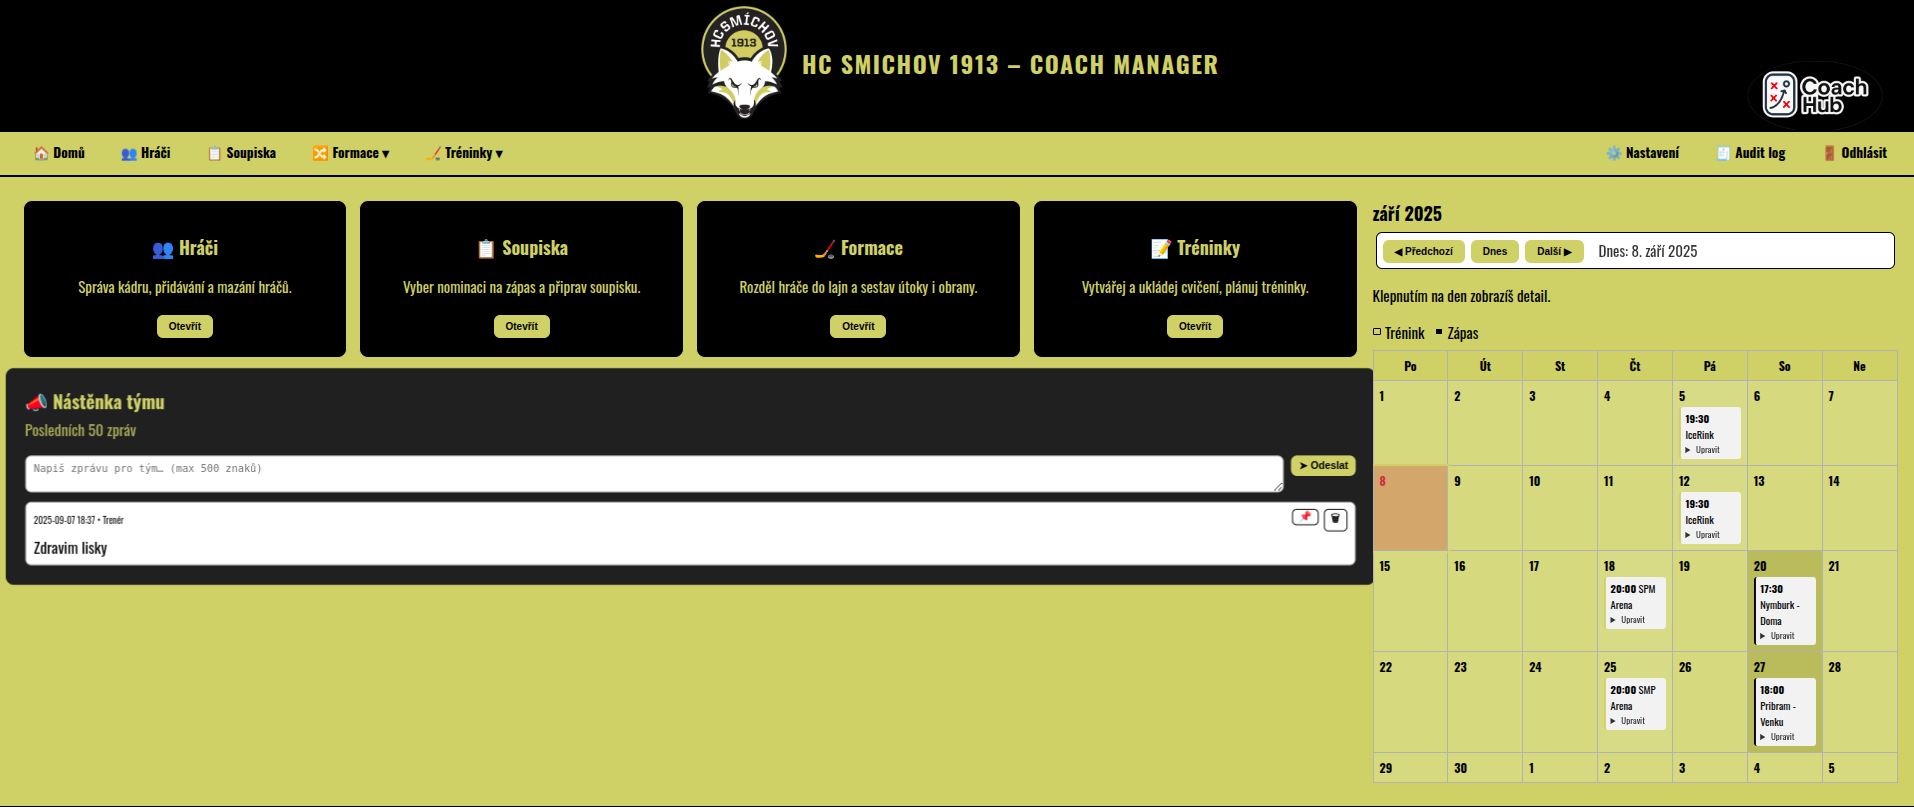 HC SMÍCHOV
1913
HC SMICHOV 1913 – COACH MANAGER
Coach
Hub
🏠 Domů 👥 Hráči 📋 Soupiska 🔀 Formace ▾ 🏒 Tréninky ▾ ⚙️ Nastavení 🧾 Audit log 🚪 Odhlásit
👥 Hráči
Správa kádru, přidávání a mazání hráčů.
Otevřít
📋 Soupiska
Vyber nominaci na zápas a připrav soupisku.
Otevřít
🏒 Formace
Rozděl hráče do lajn a sestav útoky i obrany.
Otevřít
📝 Tréninky
Vytvářej a ukládej cvičení, plánuj tréninky.
Otevřít
📣 Nástěnka týmu
Posledních 50 zpráv
Napiš zprávu pro tým… (max 500 znaků)
➤ Odeslat
2025-09-07 18:37 • Trenér
Zdravim lisky
září 2025
◀ Předchozí Dnes Další ▶ Dnes: 8. září 2025
Klepnutím na den zobrazíš detail.
Trénink Zápas
Po Út St Čt Pá So Ne
1 2 3 4 5 6 7
19:30
IceRink
▶ Upravit
8 9 10 11 12 13 14
19:30
IceRink
▶ Upravit
15 16 17 18 19 20 21
20:00 SPM
Arena
▶ Upravit
17:30
Nymburk -
Doma
▶ Upravit
22 23 24 25 26 27 28
20:00 SMP
Arena
▶ Upravit
18:00
Pribram -
Venku
▶ Upravit
29 30 1 2 3 4 5